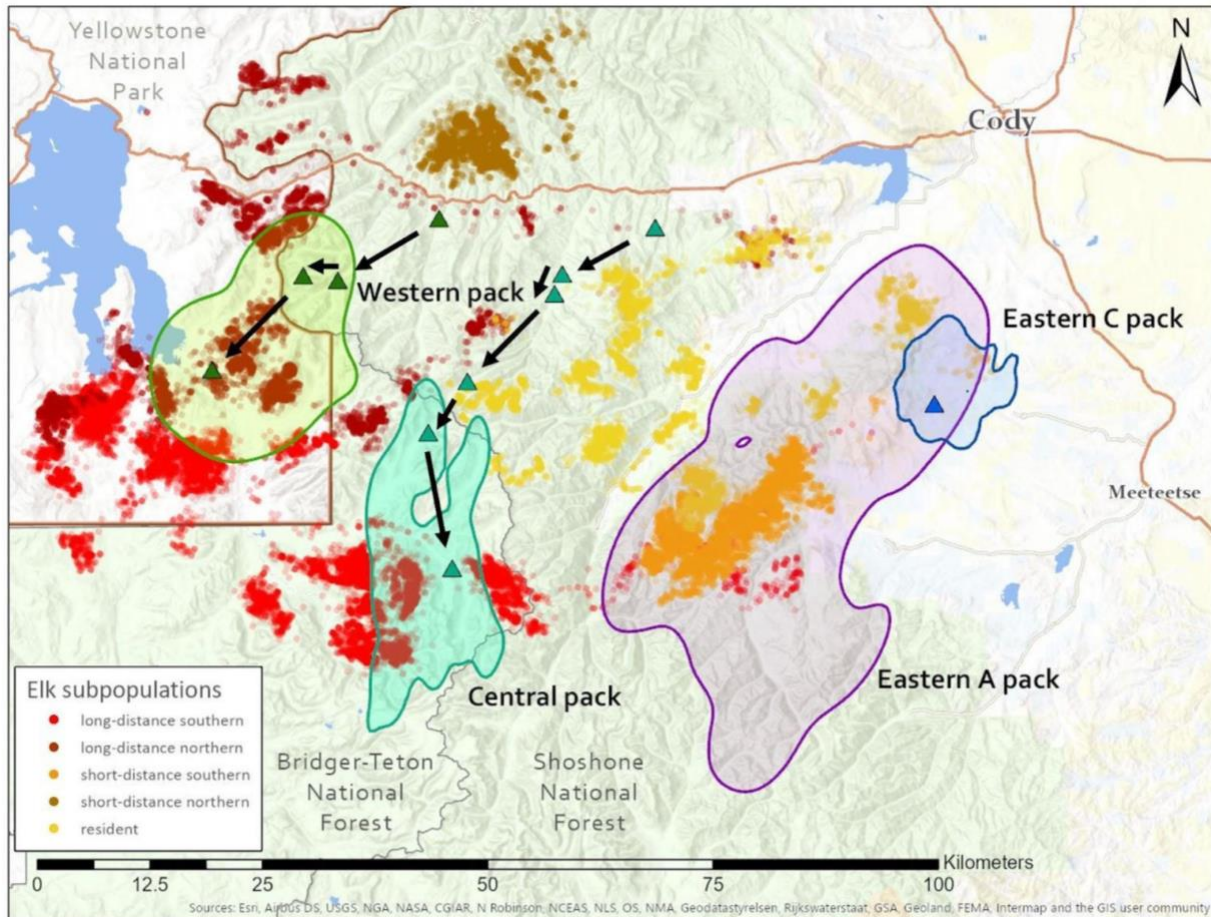 Yellowstone
National
Park
N
Cody
Western pack
Eastern C pack
Meeteetse
Eastern A pack
Central pack
Bridger-Teton
National
Forest
Shoshone
National
Forest
Elk subpopulations
long-distance southern
long-distance northern
short-distance southern
short-distance northern
resident
Kilometers
0 12.5 25 50 75 100
Sources: Esri, Airbus DS, USGS, NGA, NASA, CGIAR, N Robinson, NCEAS, NLS, OS, NMA, Geodatastyrelsen, Rijkswaterstaat, GSA, Geoland, FEMA, Intermap and the GIS user community